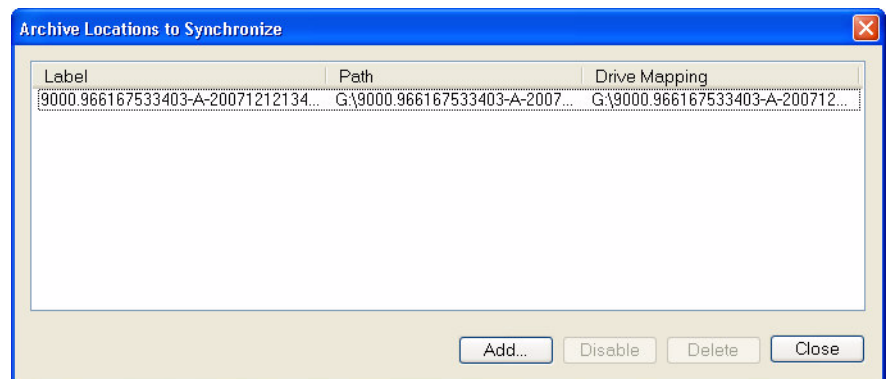 Archive Locations to Synchronize
Label Path Drive Mapping
9000.966167533403-A-20071212134... G:\9000.966167533403-A-2007... G:\9000.966167533403-A-200712...
Add... Disable Delete Close